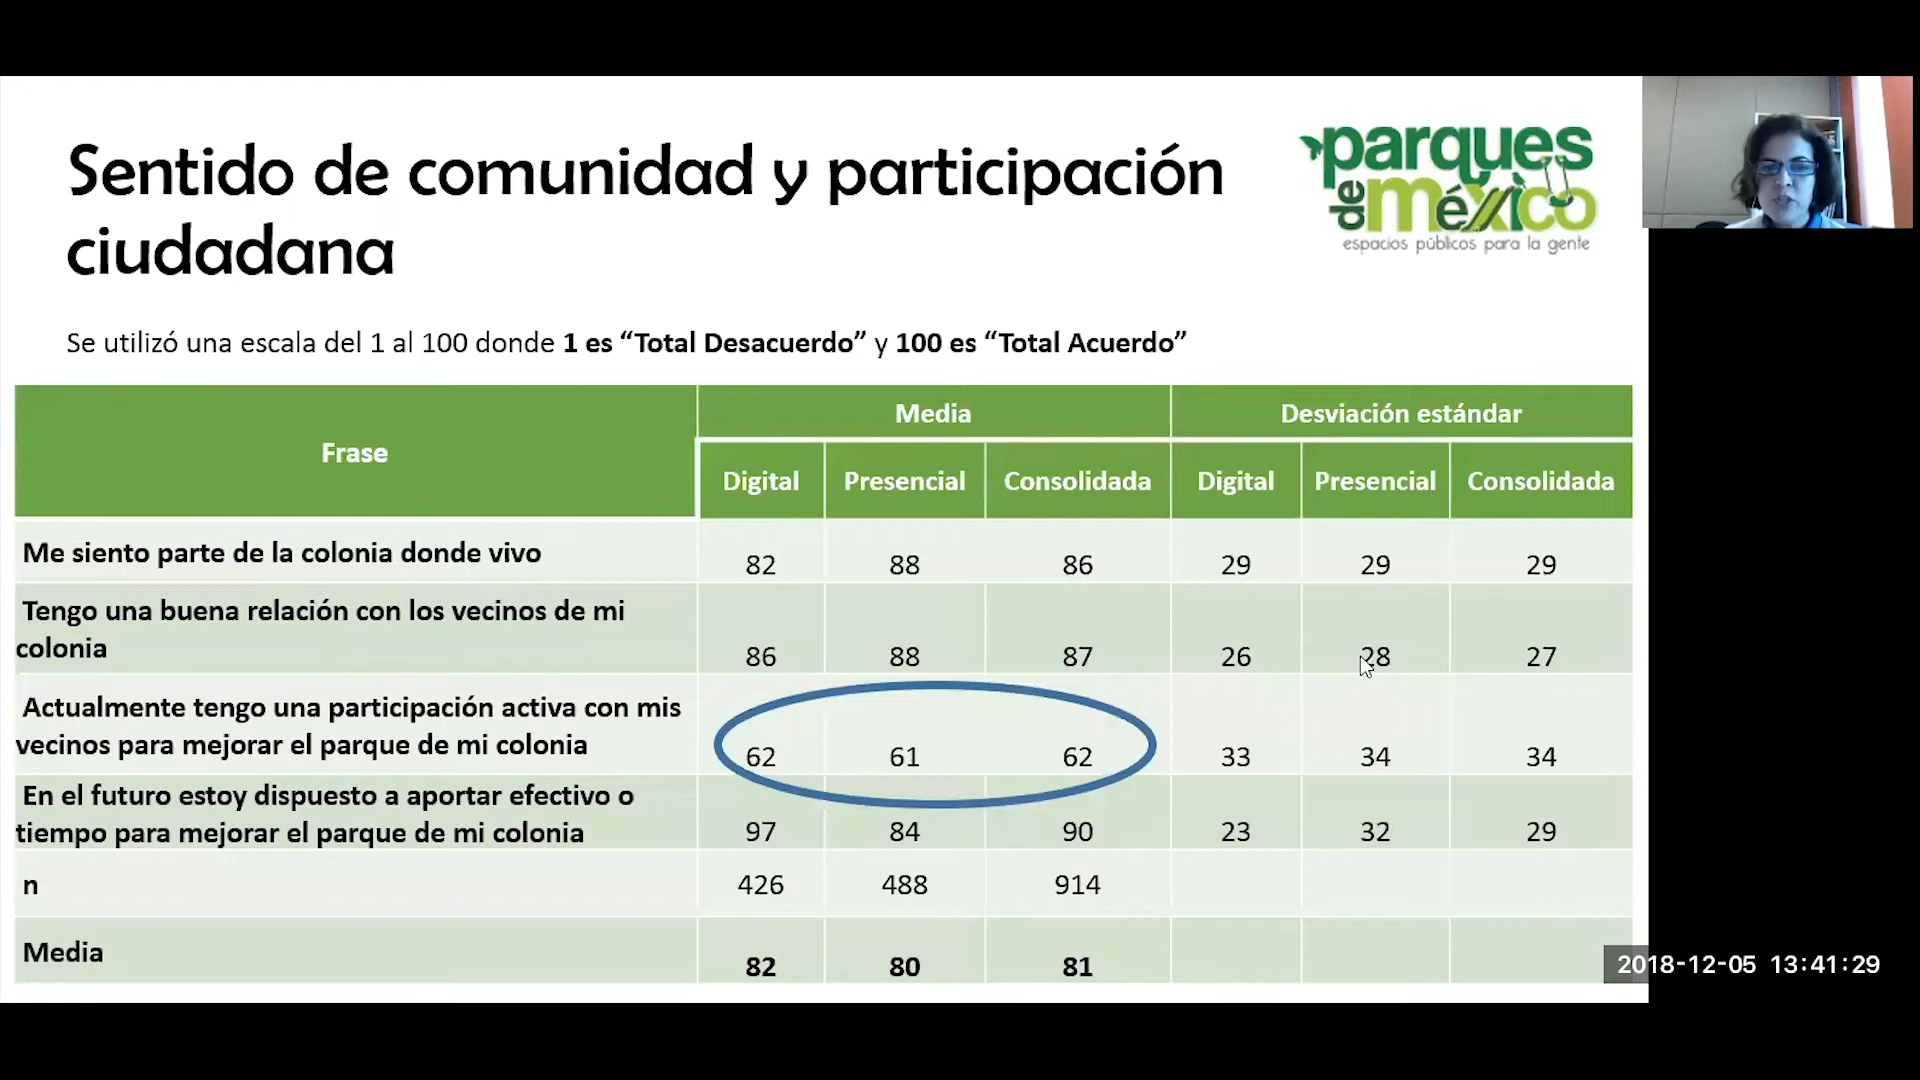 Sentido de comunidad y participación
ciudadana
parques
de méxico
espacios públicos para la gente
Se utilizó una escala del 1 al 100 donde 1 es “Total Desacuerdo” y 100 es “Total Acuerdo”
Frase Media Desviación estándar
Digital Presencial Consolidada Digital Presencial Consolidada
Me siento parte de la colonia donde vivo 82 88 86 29 29 29
Tengo una buena relación con los vecinos de mi
colonia 86 88 87 26 28 27
Actualmente tengo una participación activa con mis
vecinos para mejorar el parque de mi colonia 62 61 62 33 34 34
En el futuro estoy dispuesto a aportar efectivo o
tiempo para mejorar el parque de mi colonia 97 84 90 23 32 29
n 426 488 914
Media 82 80 81
2018-12-05 13:41:29